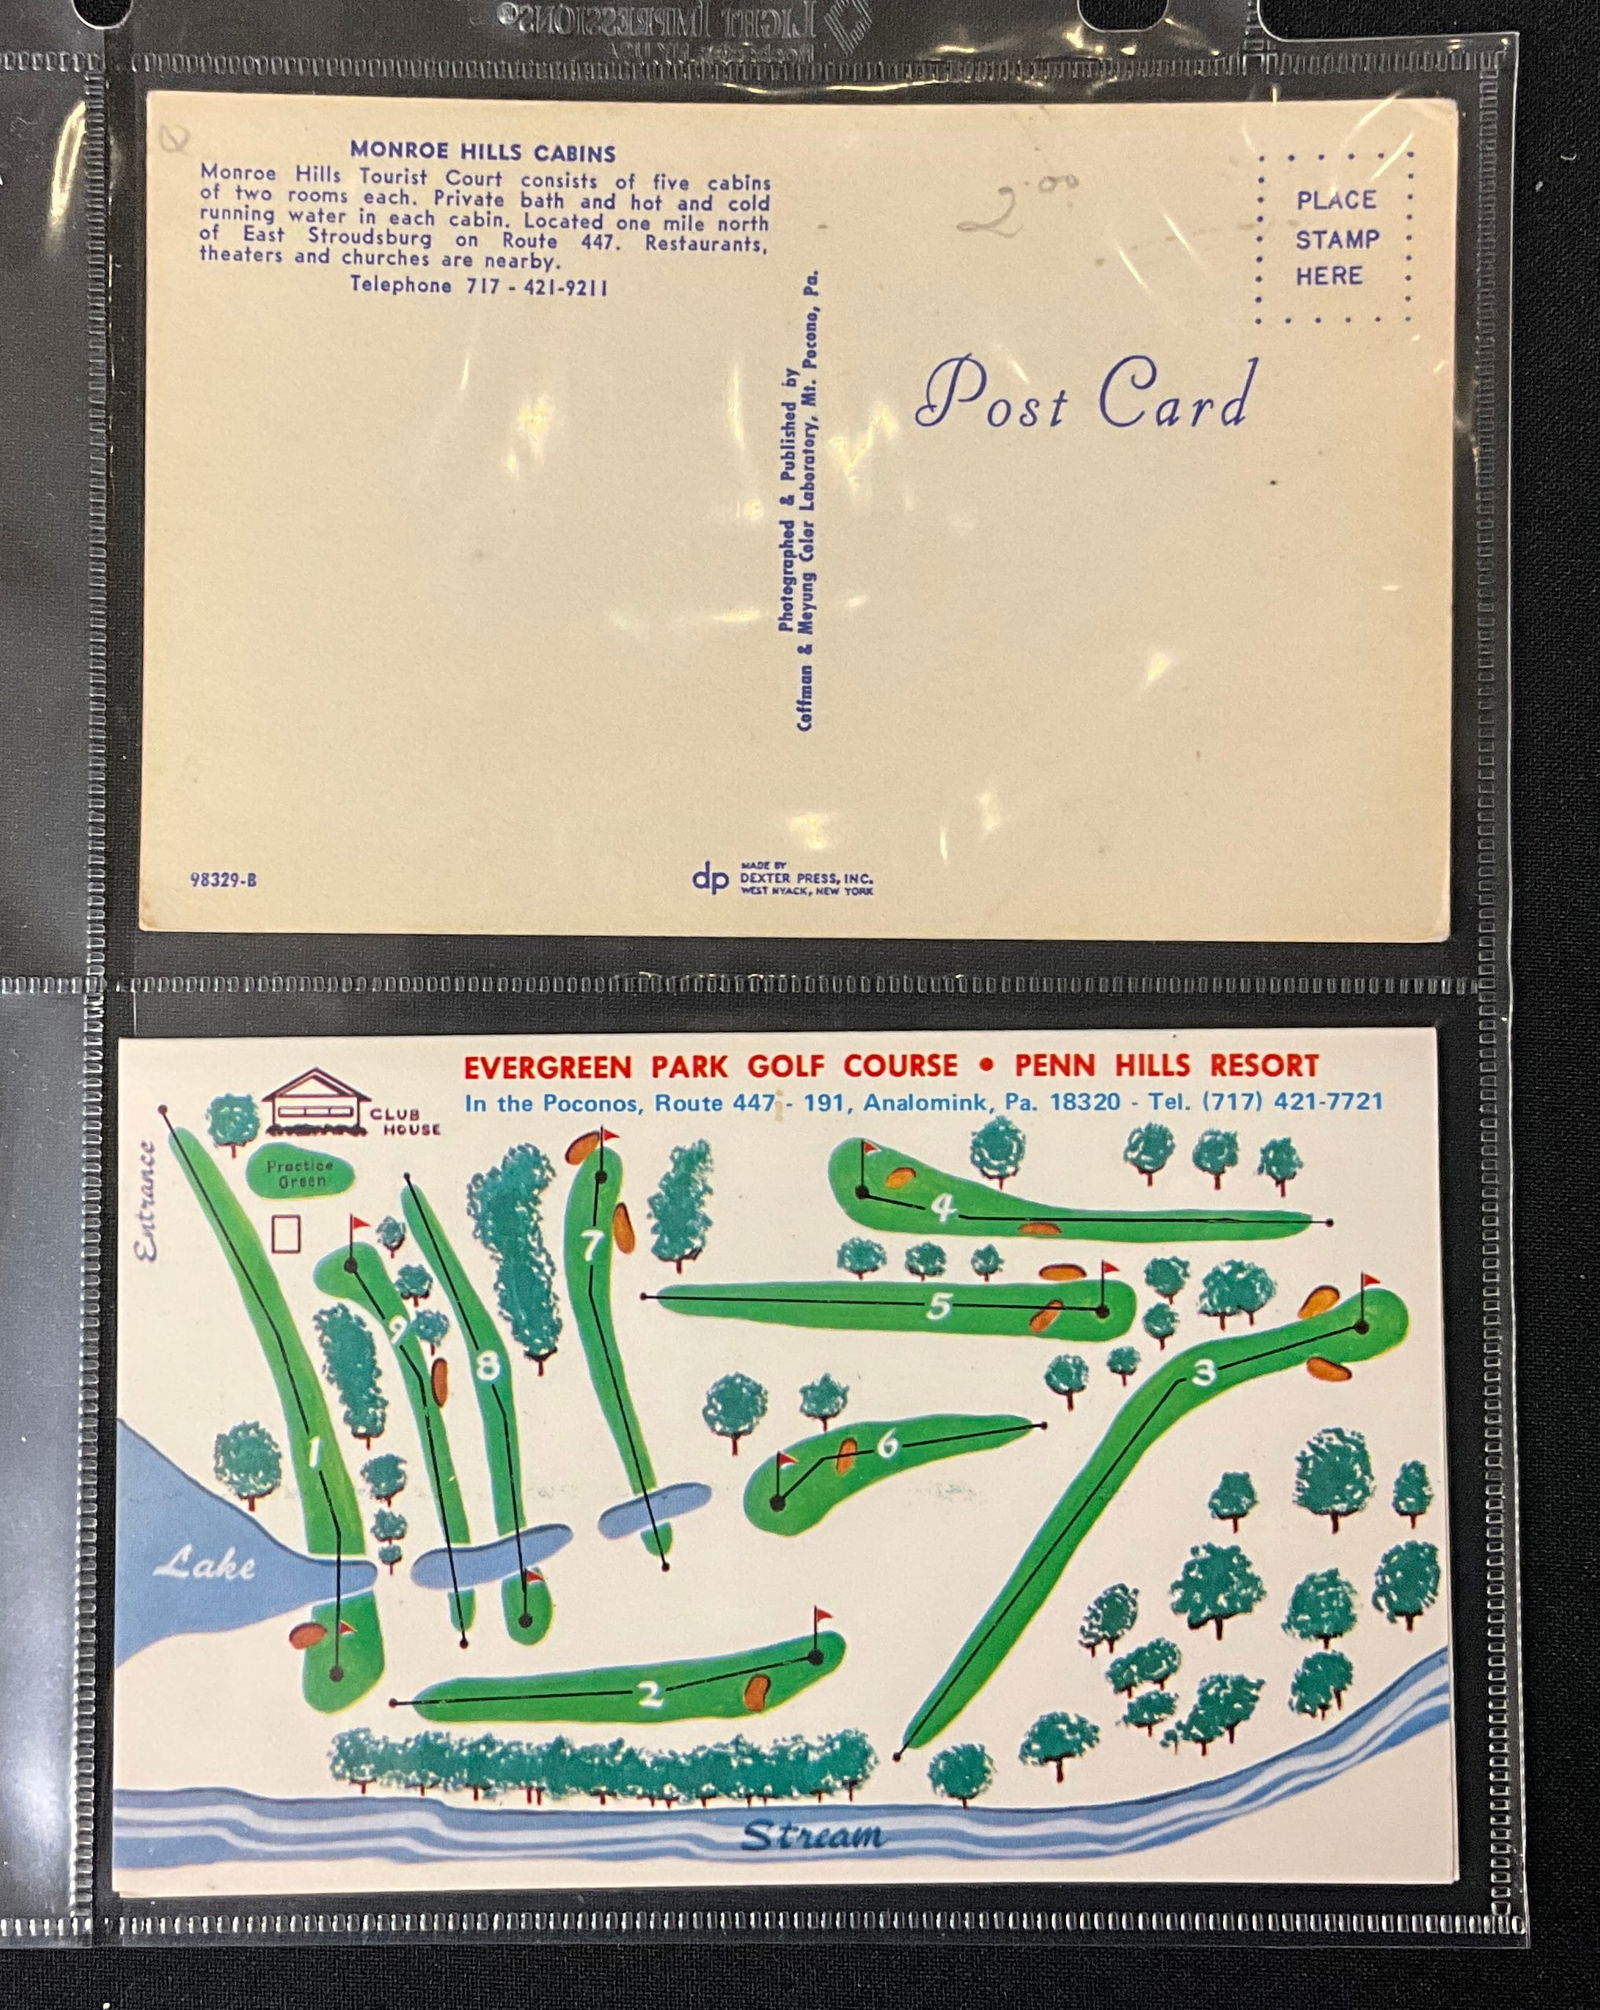 LIGHT IMPRESSIONS®
MONROE HILLS CABINS
Monroe Hills Tourist Court consists of five cabins
of two rooms each. Private bath and hot and cold
running water in each cabin. Located one mile north
of East Stroudsburg on Route 447. Restaurants,
theaters and churches are nearby.
Telephone 717 - 421-9211
2.00
PLACE
STAMP
HERE
Post Card
Photographed & Published by
Coffman & Meyung Color Laboratory, Mt. Pocono, Pa.
98329-B
dp
MADE BY
DEXTER PRESS, INC.
WEST NYACK, NEW YORK
EVERGREEN PARK GOLF COURSE • PENN HILLS RESORT
In the Poconos, Route 447 - 191, Analomink, Pa. 18320 - Tel. (717) 421-7721
CLUB
HOUSE
Entrance
Practice
Green
4
7
5
9
8
3
6
1
Lake
2
Stream